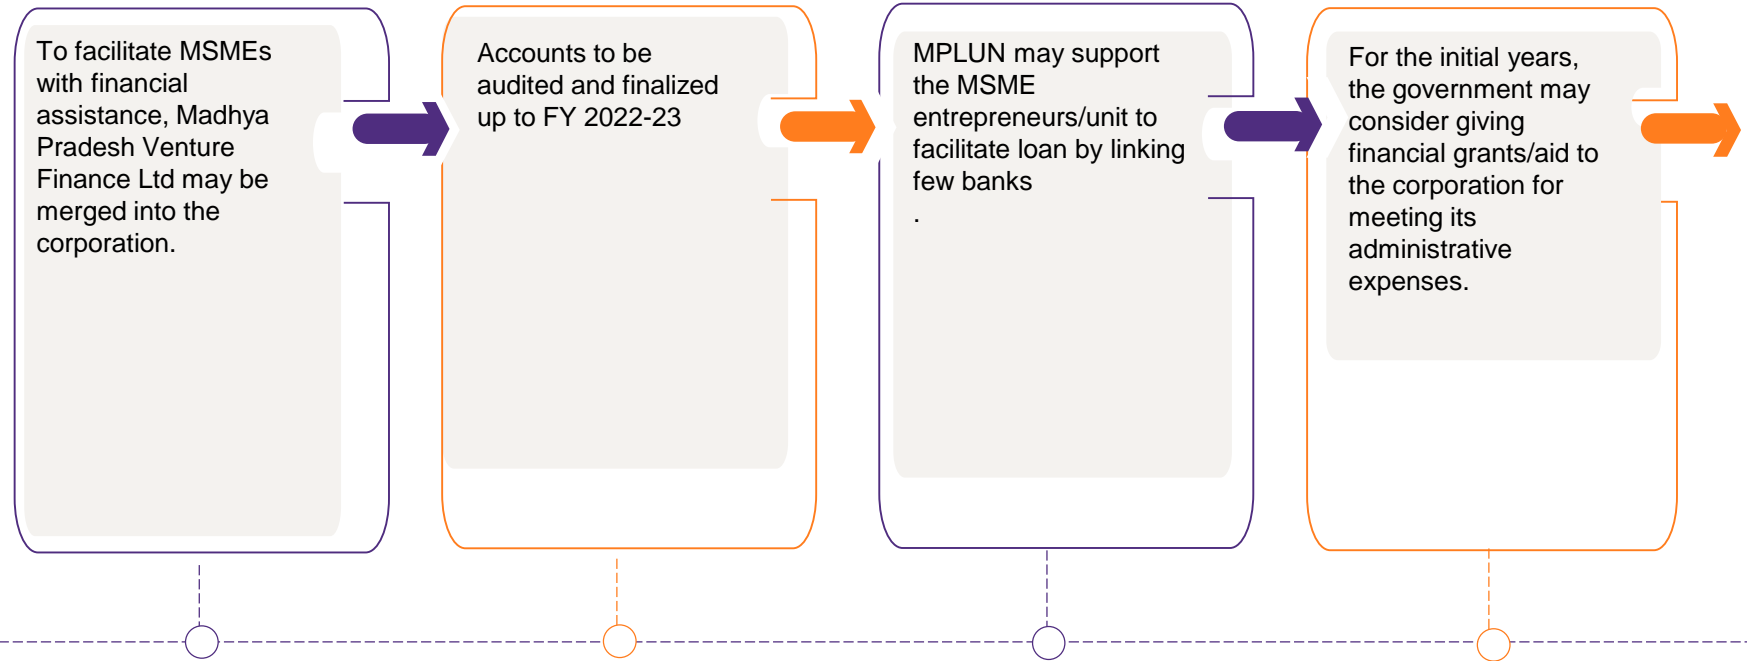 To facilitate MSMEs
with financial
assistance, Madhya
Pradesh Venture
Finance Ltd may be
merged into the
corporation.
Accounts to be
audited and finalized
up to FY 2022-23
MPLUN may support
the MSME
entrepreneurs/unit to
facilitate loan by linking
few banks
.
For the initial years,
the government may
consider giving
financial grants/aid to
the corporation for
meeting its
administrative
expenses.